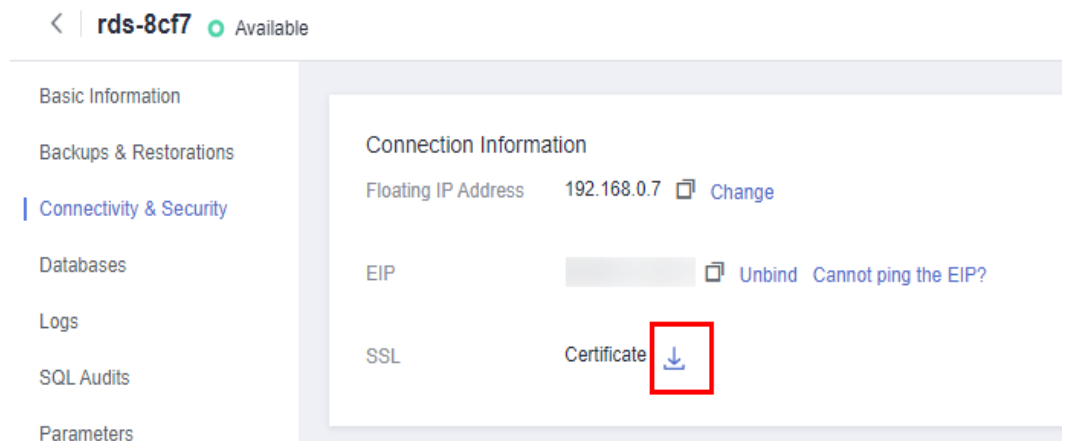 rds-8cf7 Available
Basic Information
Backups & Restorations
Connectivity & Security
Databases
Logs
SQL Audits
Parameters
Connection Information
Floating IP Address 192.168.0.7 Change
EIP Unbind Cannot ping the EIP?
SSL Certificate